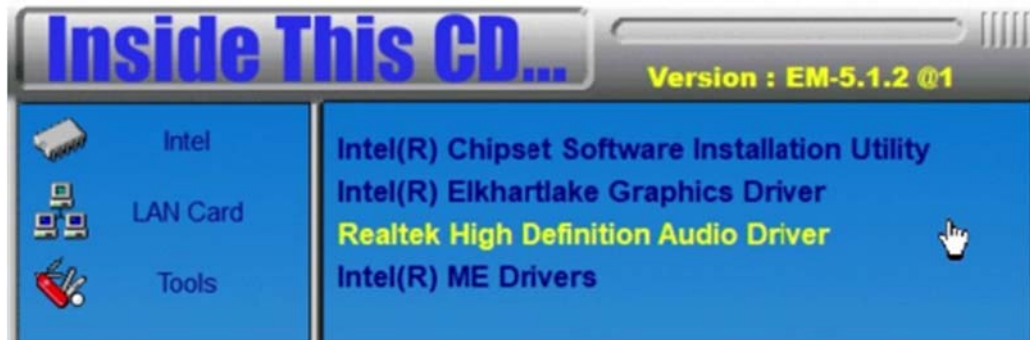 Inside This CD...
Version : EM-5.1.2 @1
Intel
LAN Card
Tools
Intel(R) Chipset Software Installation Utility
Intel(R) Elkhartlake Graphics Driver
Realtek High Definition Audio Driver
Intel(R) ME Drivers